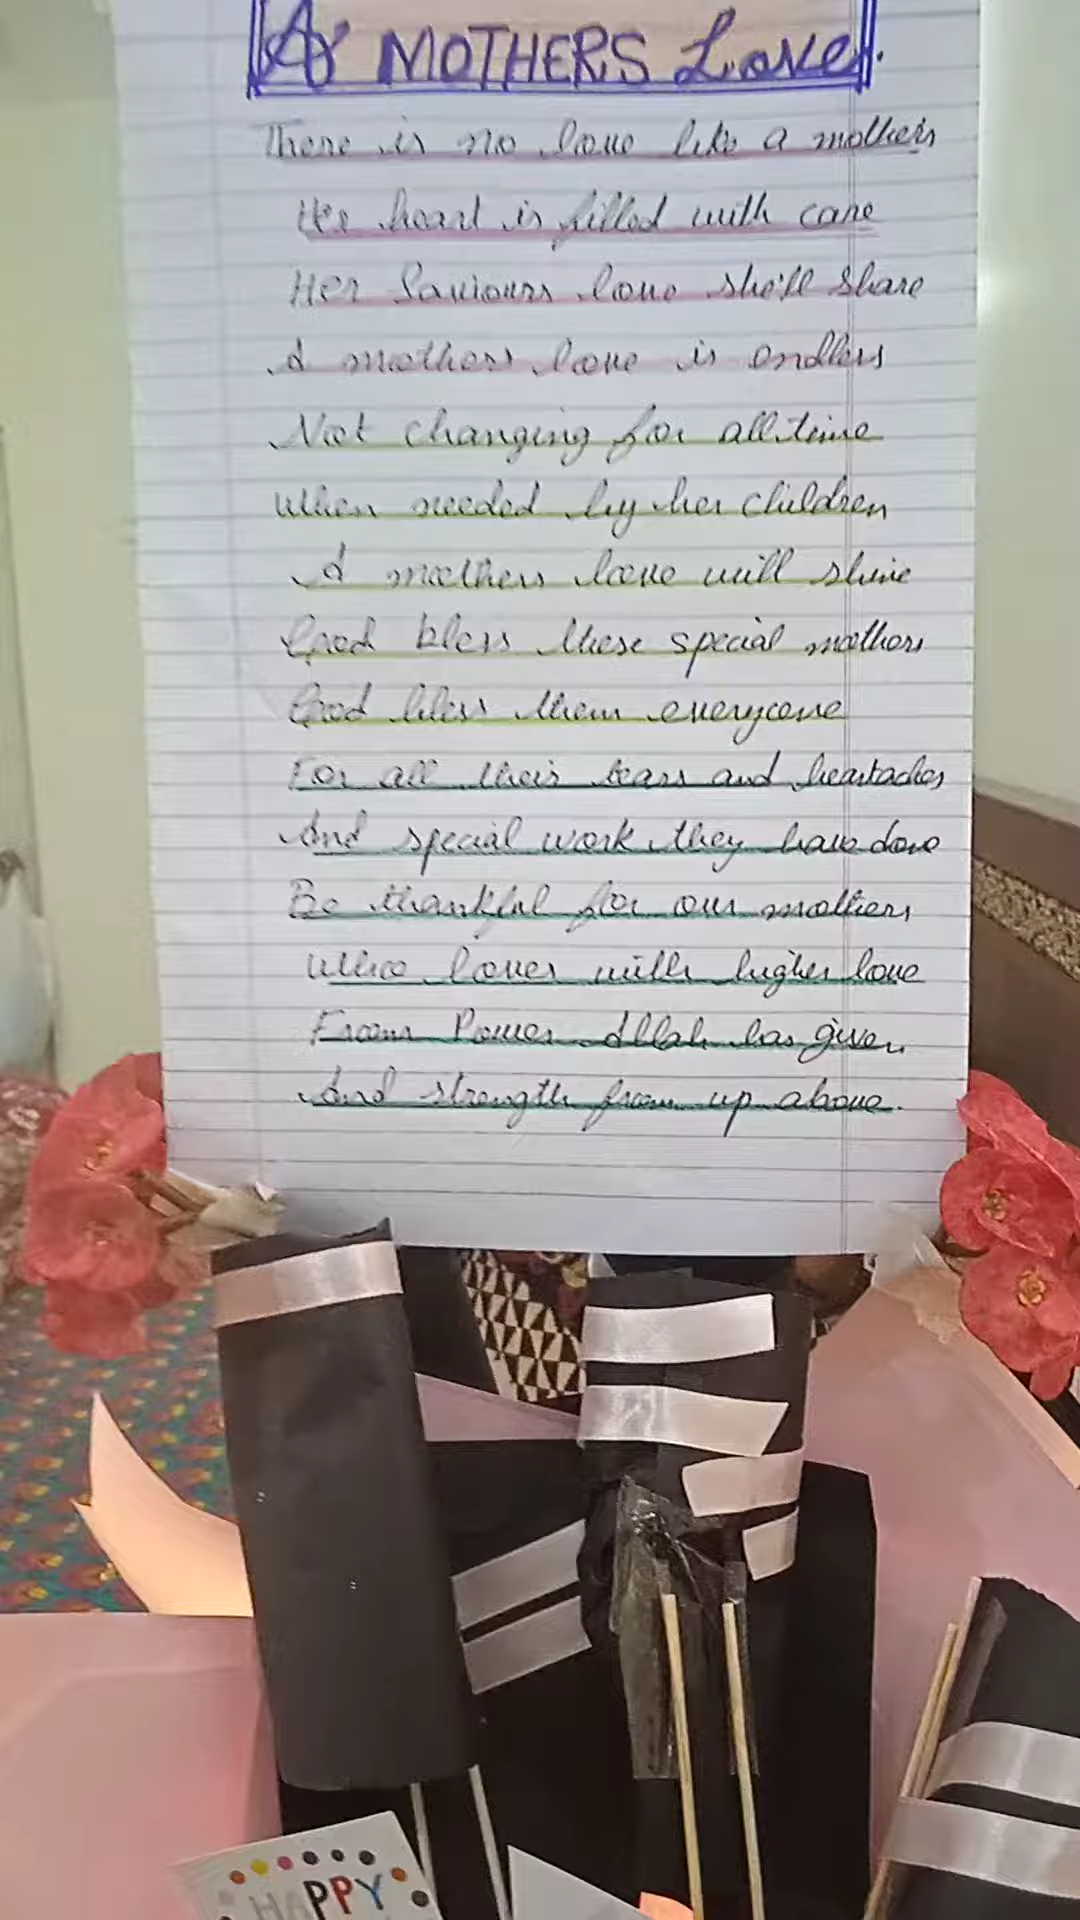 A MOTHERS Love.
There is no love like a mothers
Her heart is filled with care
Her Saviours love she'll share
A mothers love is endless
Not changing for all time
When needed by her children
A mothers love will shine
God bless these special mothers
God bless them everyone
For all their tears and heartaches
And special work they have done
Be thankful for our mothers
Who loves with higher love
From Power Allah has given
And strength from up above.
HAPPY